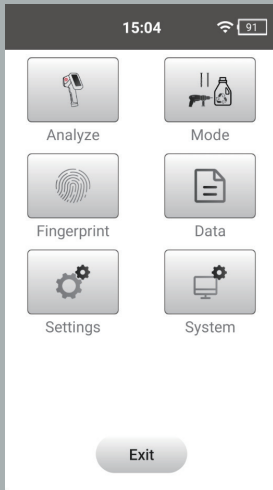 15:04 91
Analyze Mode
Fingerprint Data
Settings System
Exit